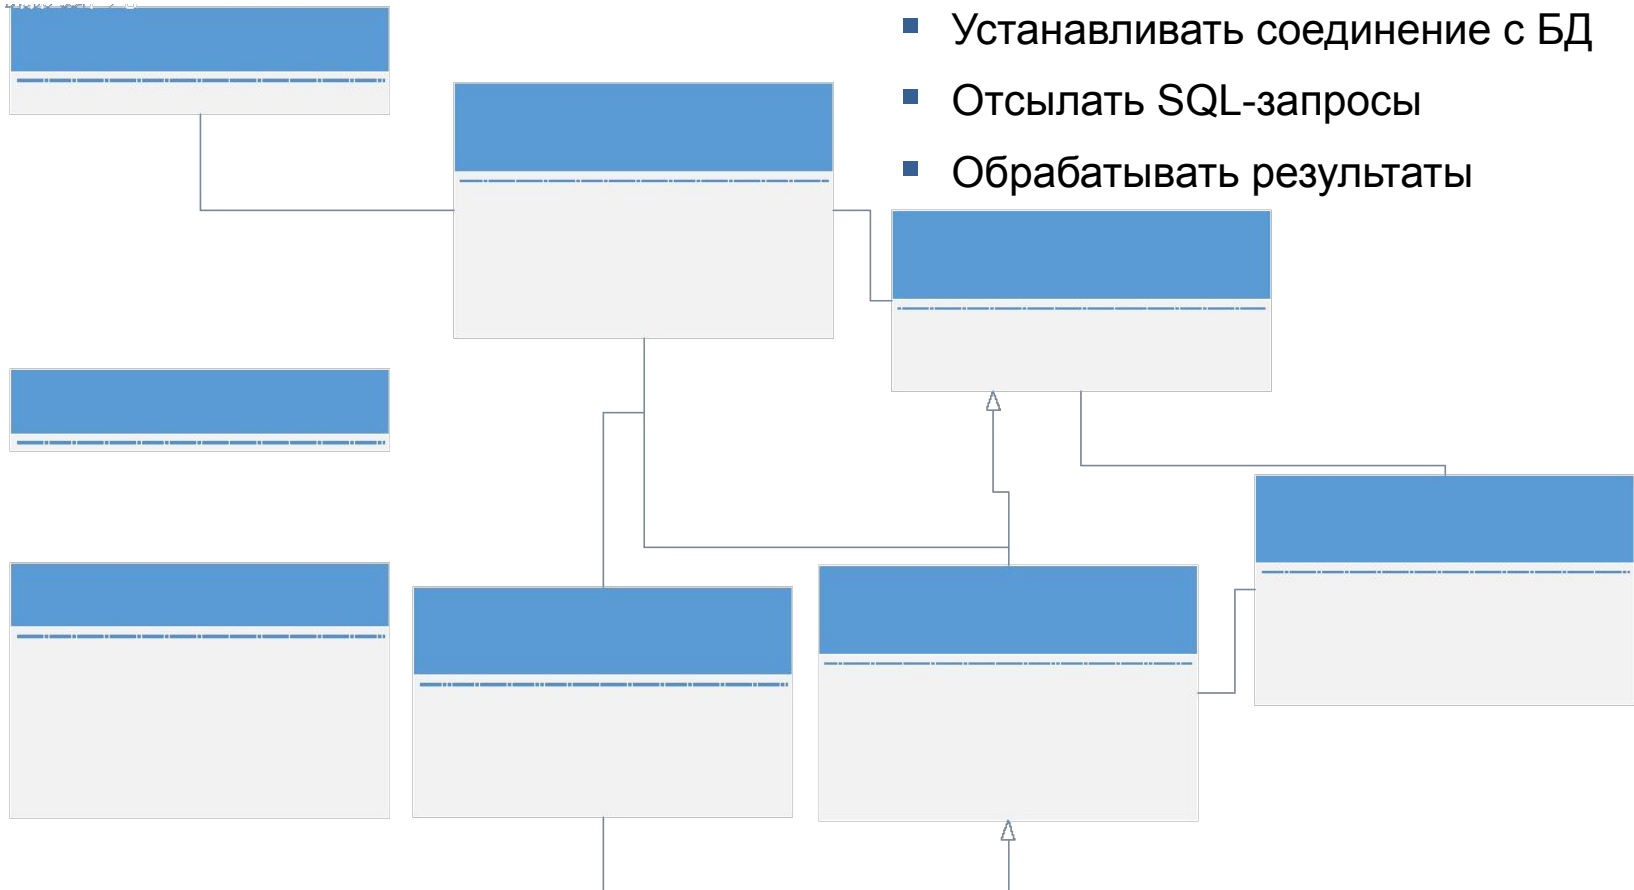 Устанавливать соединение с БД
Отсылать SQL-запросы
Обрабатывать результаты